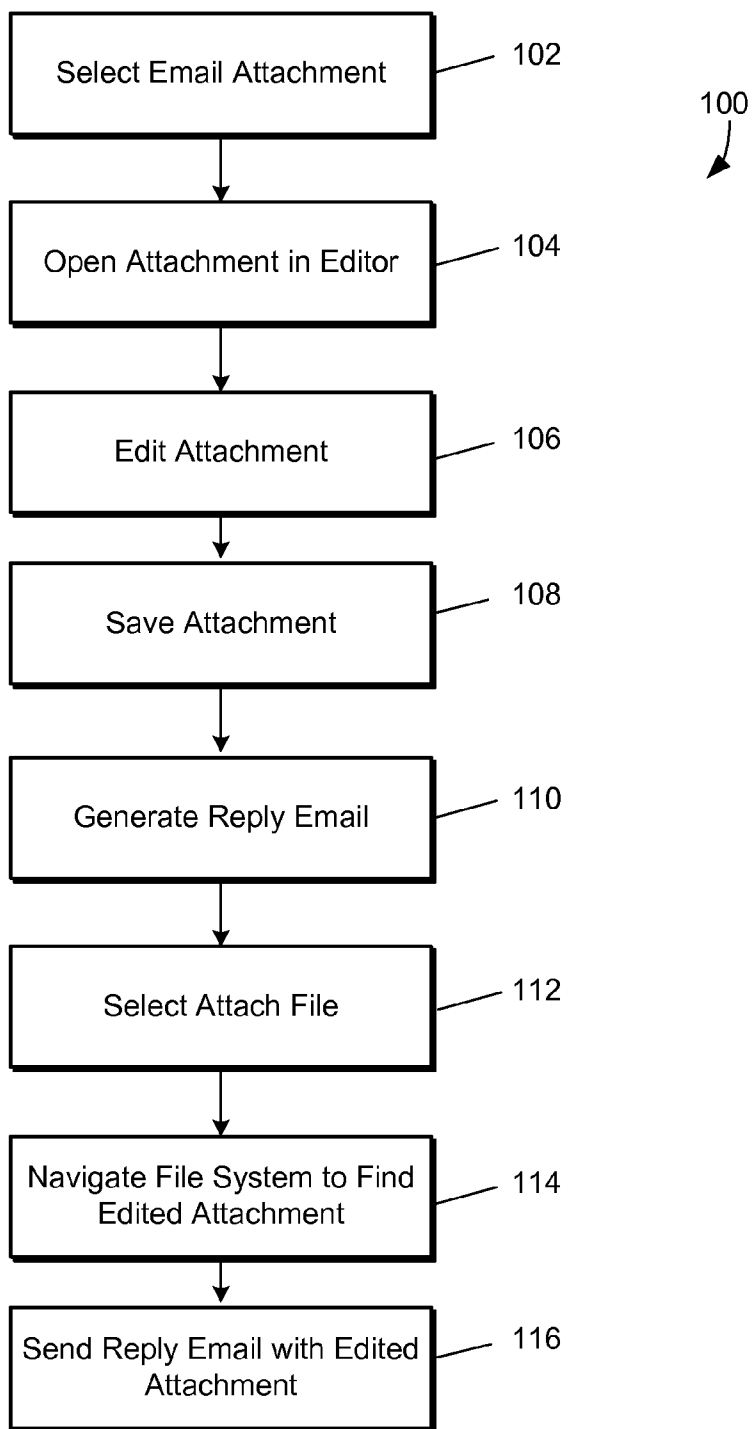 Select Email Attachment
102
100
Open Attachment in Editor
104
Edit Attachment
106
Save Attachment
108
Generate Reply Email
110
Select Attach File
112
Navigate File System to Find
Edited Attachment
114
Send Reply Email with Edited
Attachment
116